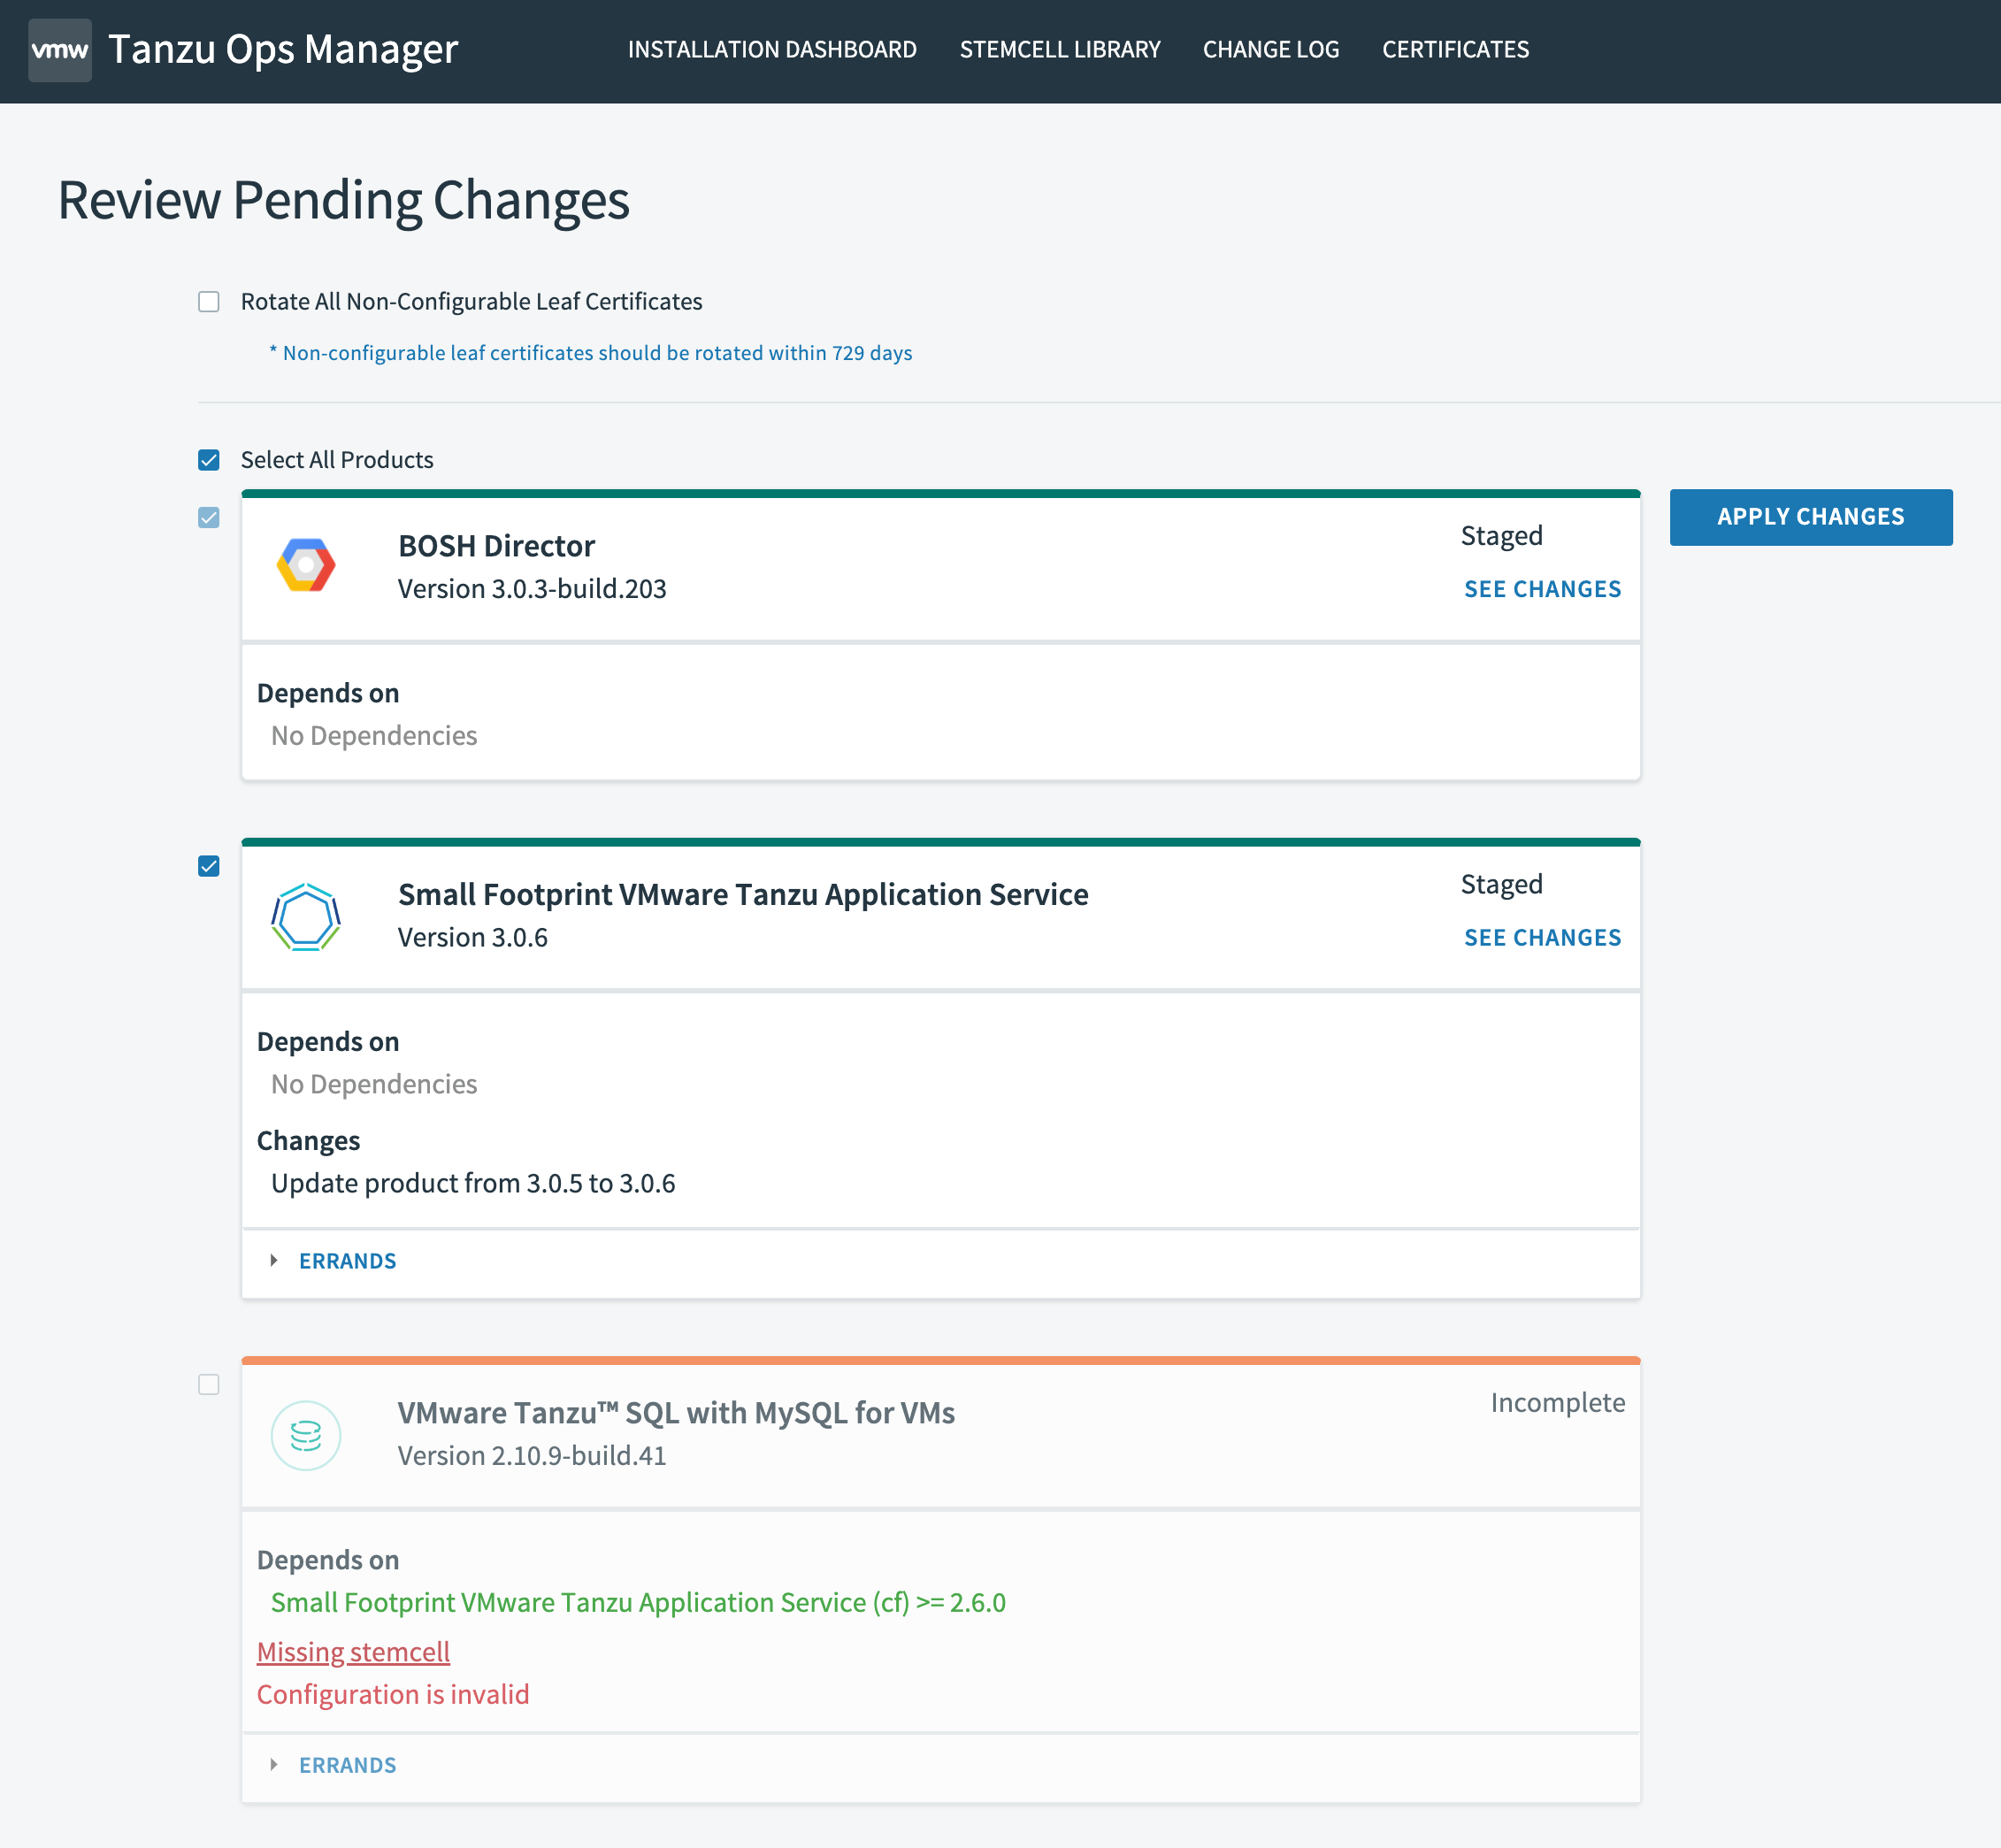 vmw Tanzu Ops Manager INSTALLATION DASHBOARD STEMCELL LIBRARY CHANGE LOG CERTIFICATES
Review Pending Changes
Rotate All Non-Configurable Leaf Certificates
* Non-configurable leaf certificates should be rotated within 729 days
Select All Products
BOSH Director
Version 3.0.3-build.203
Staged
SEE CHANGES
APPLY CHANGES
Depends on
No Dependencies
Small Footprint VMware Tanzu Application Service
Version 3.0.6
Staged
SEE CHANGES
Depends on
No Dependencies
Changes
Update product from 3.0.5 to 3.0.6
ERRANDS
VMware Tanzu™ SQL with MySQL for VMs
Version 2.10.9-build.41
Incomplete
Depends on
Small Footprint VMware Tanzu Application Service (cf) >= 2.6.0
Missing stemcell
Configuration is invalid
ERRANDS